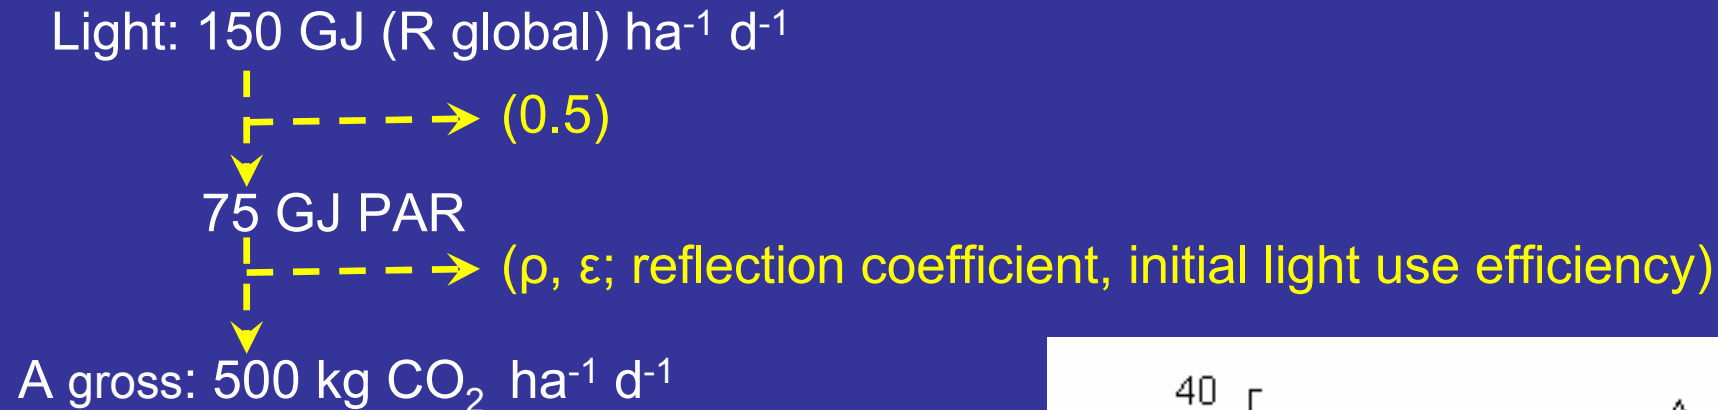 Light: 150 GJ (R global) ha⁻¹ d⁻¹
(0.5)
75 GJ PAR
(ρ, ε; reflection coefficient, initial light use efficiency)
A gross: 500 kg CO₂ ha⁻¹ d⁻¹
40